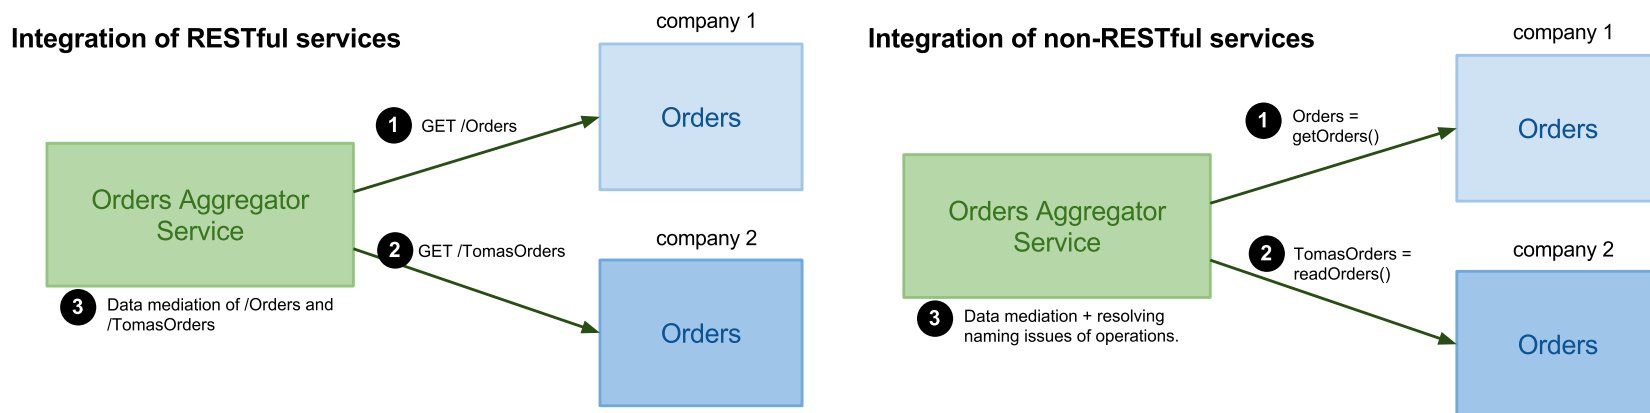 Integration of RESTful services
company 1
Orders
1
GET /Orders
Orders Aggregator
Service
2
GET /TomasOrders
company 2
Orders
3
Data mediation of /Orders and
/TomasOrders
Integration of non-RESTful services
company 1
Orders
1
Orders =
getOrders()
Orders Aggregator
Service
2
TomasOrders =
readOrders()
company 2
Orders
3
Data mediation + resolving
naming issues of operations.